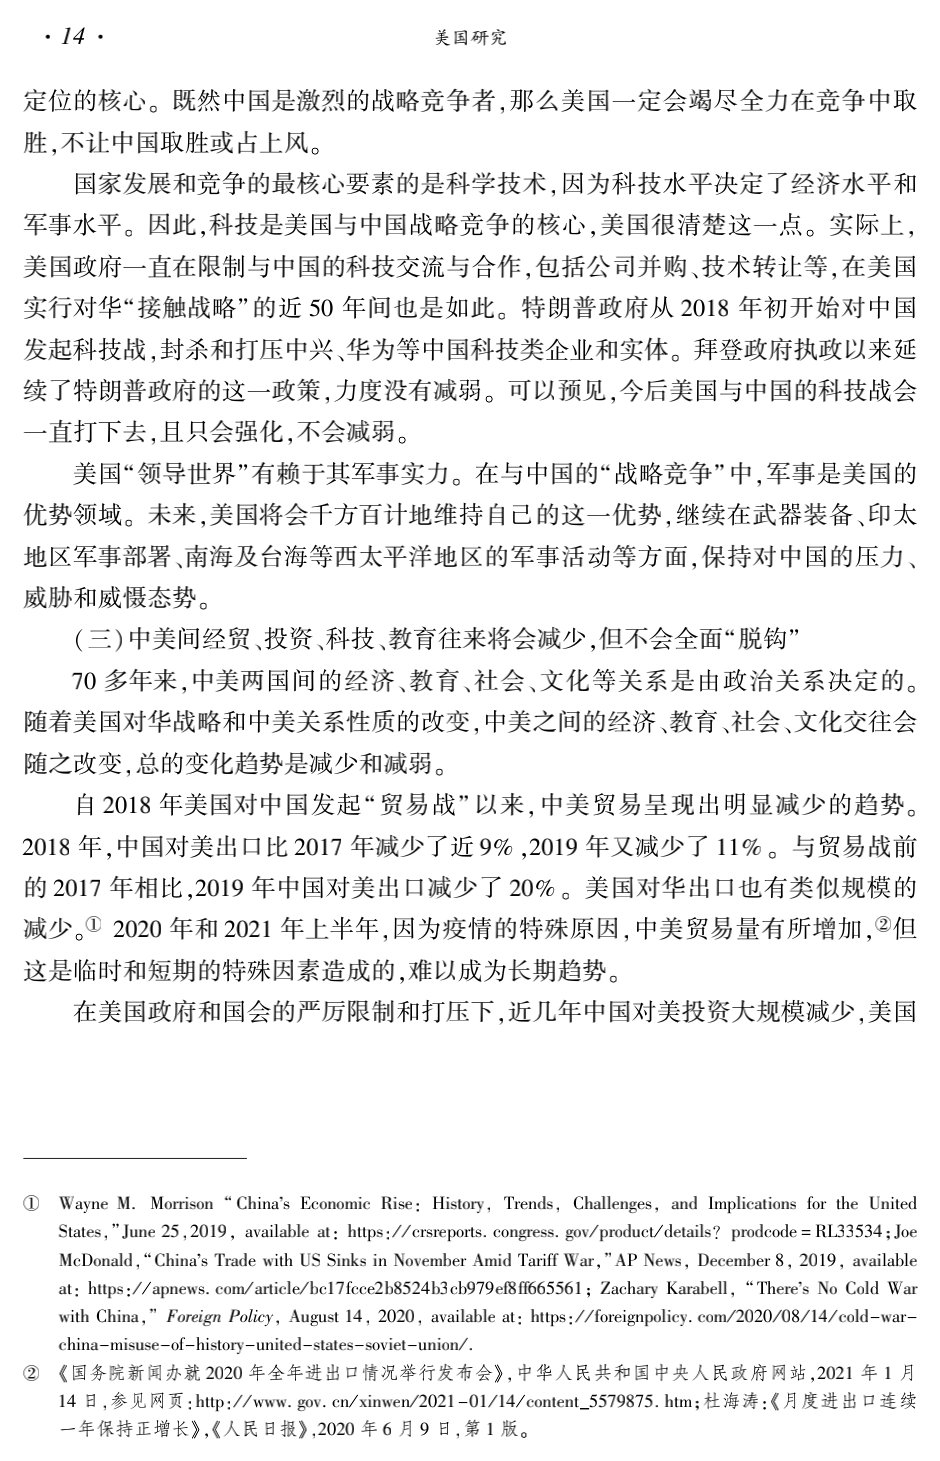 ·14· 美国研究
定位的核心。既然中国是激烈的战略竞争者,那么美国一定会竭尽全力在竞争中取
胜,不让中国取胜或占上风。
国家发展和竞争的最核心要素的是科学技术,因为科技水平决定了经济水平和
军事水平。因此,科技是美国与中国战略竞争的核心,美国很清楚这一点。实际上,
美国政府一直在限制与中国的科技交流与合作,包括公司并购、技术转让等,在美国
实行对华“接触战略”的近 50 年间也是如此。特朗普政府从 2018 年初开始对中国
发起科技战,封杀和打压中兴、华为等中国科技类企业和实体。拜登政府执政以来延
续了特朗普政府的这一政策,力度没有减弱。可以预见,今后美国与中国的科技战会
一直打下去,且只会强化,不会减弱。
美国“领导世界”有赖于其军事实力。在与中国的“战略竞争”中,军事是美国的
优势领域。未来,美国将会千方百计地维持自己的这一优势,继续在武器装备、印太
地区军事部署、南海及台海等西太平洋地区的军事活动等方面,保持对中国的压力、
威胁和威慑态势。
(三)中美间经贸、投资、科技、教育往来将会减少,但不会全面“脱钩”
70 多年来,中美两国间的经济、教育、社会、文化等关系是由政治关系决定的。
随着美国对华战略和中美关系性质的改变,中美之间的经济、教育、社会、文化交往会
随之改变,总的变化趋势是减少和减弱。
自 2018 年美国对中国发起“贸易战”以来,中美贸易呈现出明显减少的趋势。
2018 年,中国对美出口比 2017 年减少了近 9%,2019 年又减少了 11%。与贸易战前
的 2017 年相比,2019 年中国对美出口减少了 20%。美国对华出口也有类似规模的
减少。① 2020 年和 2021 年上半年,因为疫情的特殊原因,中美贸易量有所增加,②但
这是临时和短期的特殊因素造成的,难以成为长期趋势。
在美国政府和国会的严厉限制和打压下,近几年中国对美投资大规模减少,美国
① Wayne M. Morrison “China's Economic Rise: History, Trends, Challenges, and Implications for the United
States,”June 25,2019, available at: https://crsreports. congress. gov/product/details? prodcode=RL33534;Joe
McDonald,“China's Trade with US Sinks in November Amid Tariff War,”AP News, December 8, 2019, available
at: https://apnews. com/article/bc17fcce2b8524b3cb979ef8ff665561; Zachary Karabell, “There's No Cold War
with China,” Foreign Policy, August 14, 2020, available at: https://foreignpolicy. com/2020/08/14/cold-war-
china-misuse-of-history-united-states-soviet-union/.
② 《国务院新闻办就 2020 年全年进出口情况举行发布会》,中华人民共和国中央人民政府网站,2021 年 1 月
14 日,参见网页:http://www. gov. cn/xinwen/2021-01/14/content_5579875. htm;杜海涛:《月度进出口连续
一年保持正增长》,《人民日报》,2020 年 6 月 9 日,第 1 版。